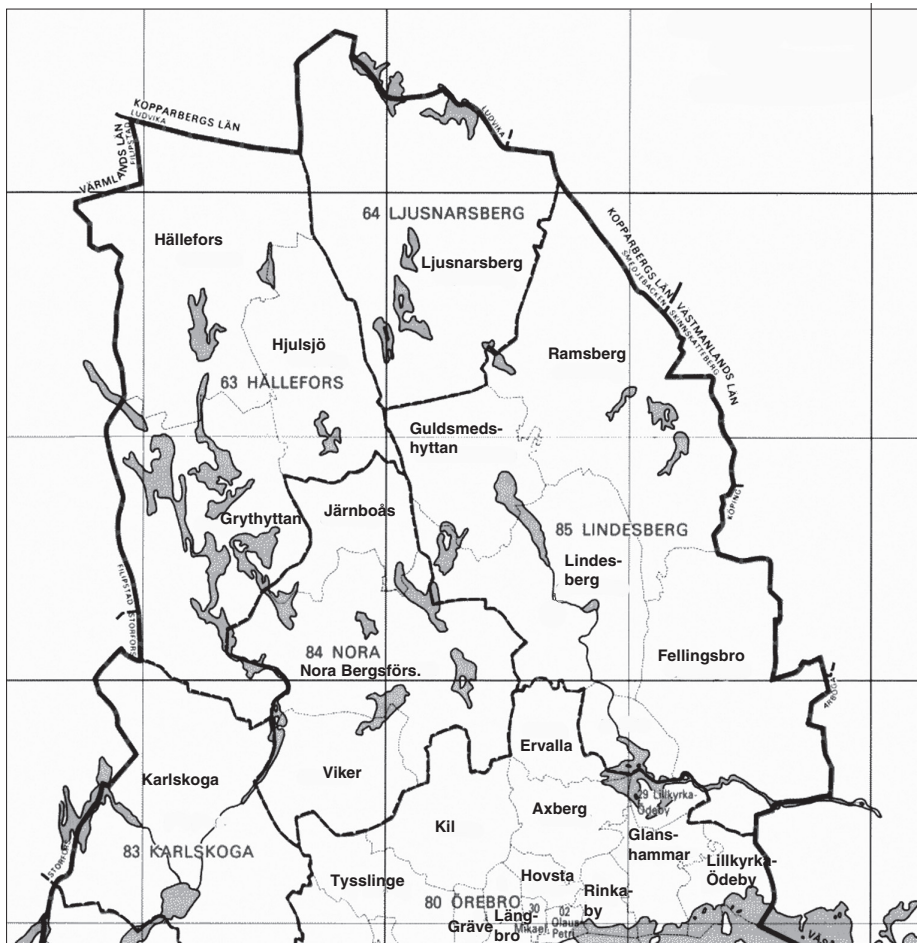 KOPPARBERGS LÄN
LUDVIKA
VÄRMLANDS LÄN
FILIPSTAD
LUDVIKA
64 LJUSNARSBERG
Hällefors
Ljusnarsberg
KOPPARBERGS LÄN
SMEDJEBACKEN
VÄSTMANLANDS LÄN
SKINNSKATTEBERG
Hjulsjö
Ramsberg
63 HÄLLEFORS
Guldsmeds-
hyttan
KÖPING
Grythyttan
Järnboås
85 LINDESBERG
Lindes-
berg
FILIPSTAD
STORFORS
84 NORA
Nora Bergsförs.
Fellingsbro
ARBOGA
Ervalla
Karlskoga
Viker
29 Lillkyrka-
Ödeby
Axberg
Kil
Glans-
hammar
83 KARLSKOGA
STORFORS
Lillkyrka-
Ödeby
Tysslinge
Hovsta
Rinka-
by
80 ÖREBRO
30
Mikael
02
Olaus
Petri
Gräve
Läng-
bro